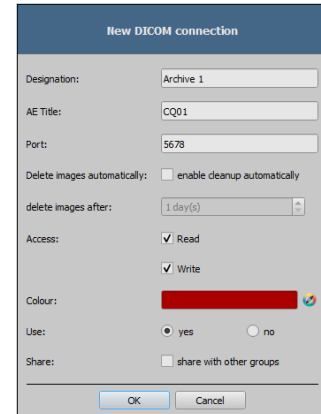 New DICOM connection
Designation: Archive 1
AE Title: CQ01
Port: 5678
Delete images automatically: enable cleanup automatically
delete images after: 1 day(s)
Access: Read
Write
Colour:
Use: yes no
Share: share with other groups
OK Cancel